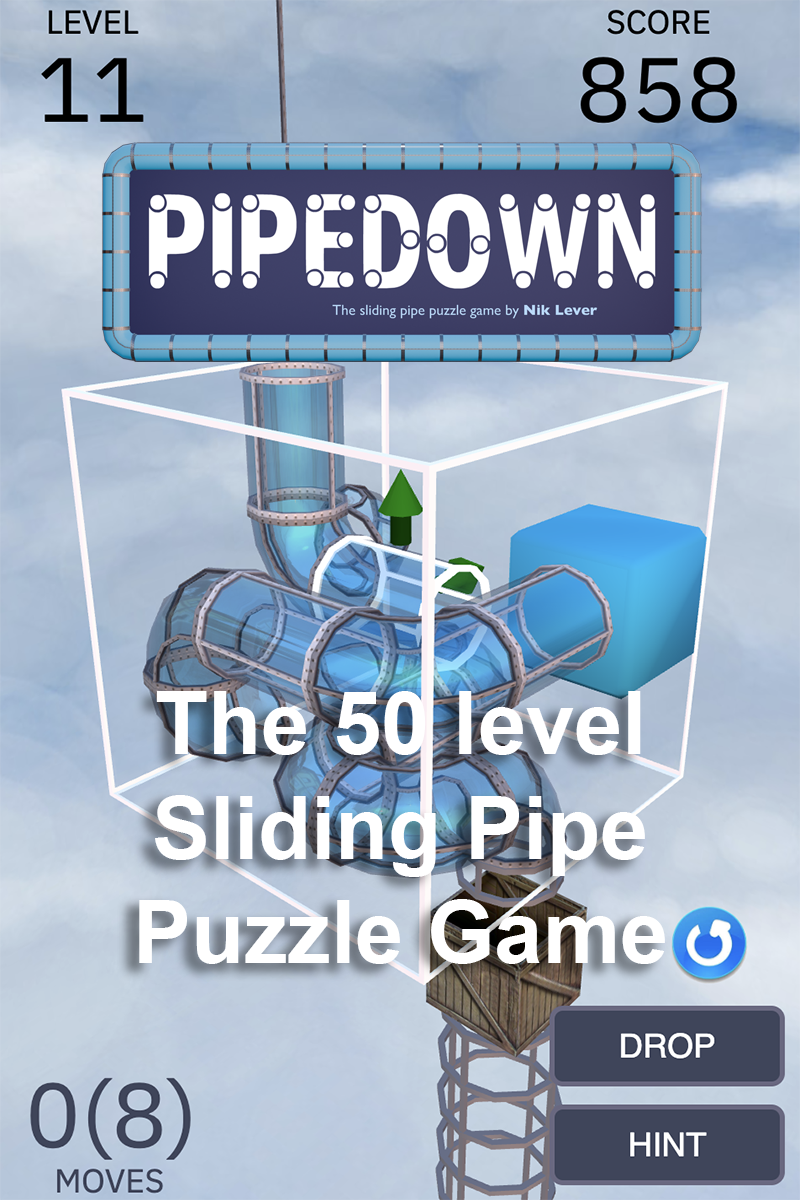 LEVEL
SCORE
11
858
PIPEDOWN
The sliding pipe puzzle game by Nik Lever
The 50 level
Sliding Pipe
Puzzle Game
DROP
0(8)
HINT
MOVES